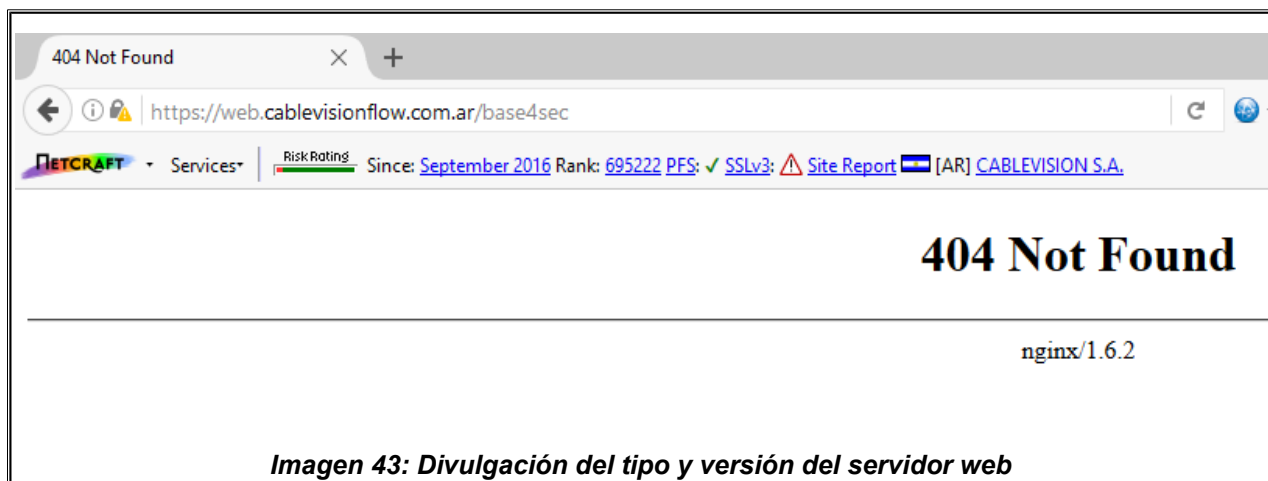 404 Not Found
https://web.cablevisionflow.com.ar/base4sec
NETCRAFT Services Risk Rating Since: September 2016 Rank: 695222 PFS: ✓ SSLv3: Site Report [AR] CABLEVISION S.A.
404 Not Found
nginx/1.6.2
Imagen 43: Divulgación del tipo y versión del servidor web